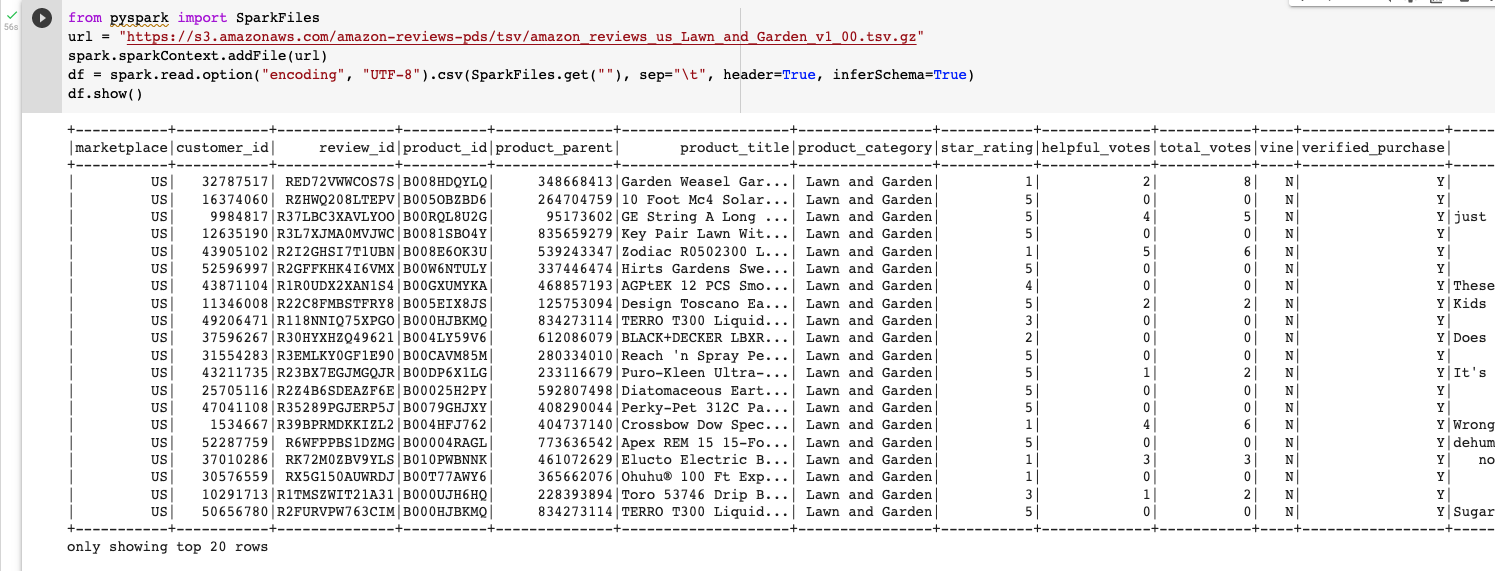 56s
from pyspark import SparkFiles
url = "https://s3.amazonaws.com/amazon-reviews-pds/tsv/amazon_reviews_us_Lawn_and_Garden_v1_00.tsv.gz"
spark.sparkContext.addFile(url)
df = spark.read.option("encoding", "UTF-8").csv(SparkFiles.get(""), sep="\t", header=True, inferSchema=True)
df.show()
+-----------+-----------+--------------+----------+--------------+--------------------+----------------+-----------+-------------+-----------+----+-----------------+-----
|marketplace|customer_id|     review_id|product_id|product_parent|       product_title|product_category|star_rating|helpful_votes|total_votes|vine|verified_purchase|
+-----------+-----------+--------------+----------+--------------+--------------------+----------------+-----------+-------------+-----------+----+-----------------+-----
|         US|   32787517| RED72VWWCOS7S|B008HDQYLQ|     348668413|Garden Weasel Gar...| Lawn and Garden|          1|            2|          8|   N|                Y|
|         US|   16374060| RZHWQ208LTEPV|B005OBZBD6|     264704759|10 Foot Mc4 Solar...| Lawn and Garden|          5|            0|          0|   N|                Y|
|         US|    9984817|R37LBC3XAVLYOO|B00RQL8U2G|      95173602|GE String A Long ...| Lawn and Garden|          5|            4|          5|   N|                Y|just
|         US|   12635190|R3L7XJMA0MVJWC|B0081SBO4Y|     835659279|Key Pair Lawn Wit...| Lawn and Garden|          5|            0|          0|   N|                Y|
|         US|   43905102|R2I2GHSI7T1UBN|B008E6OK3U|     539243347|Zodiac R0502300 L...| Lawn and Garden|          1|            5|          6|   N|                Y|
|         US|   52596997|R2GFFKHK4I6VMX|B00W6NTULY|     337446474|Hirts Gardens Swe...| Lawn and Garden|          5|            0|          0|   N|                Y|
|         US|   43871104|R1R0UDX2XAN1S4|B00GXUMYKA|     468857193|AGPtEK 12 PCS Smo...| Lawn and Garden|          4|            0|          0|   N|                Y|These
|         US|   11346008|R22C8FMBSTFRY8|B005EIX8JS|     125753094|Design Toscano Ea...| Lawn and Garden|          5|            2|          2|   N|                Y|Kids
|         US|   49206471|R118NNIQ75XPGO|B000HJBKMQ|     834273114|TERRO T300 Liquid...| Lawn and Garden|          3|            0|          0|   N|                Y|
|         US|   37596267|R30HYXHZQ49621|B004LY59V6|     612086079|BLACK+DECKER LBXR...| Lawn and Garden|          2|            0|          0|   N|                Y|Does
|         US|   31554283|R3EMLKY0GF1E90|B00CAVM85M|     280334010|Reach 'n Spray Pe...| Lawn and Garden|          5|            0|          0|   N|                Y|
|         US|   43211735|R23BX7EGJMGQJR|B00DP6X1LG|     233116679|Puro-Kleen Ultra-...| Lawn and Garden|          5|            1|          2|   N|                Y|It's
|         US|   25705116|R2Z4B6SDEAZF6E|B00025H2PY|     592807498|Diatomaceous Eart...| Lawn and Garden|          5|            0|          0|   N|                Y|
|         US|   47041108|R35289PGJERP5J|B0079GHJXY|     408290044|Perky-Pet 312C Pa...| Lawn and Garden|          5|            0|          0|   N|                Y|
|         US|    1534667|R39BPRMDKKIZL2|B004HFJ762|     404737140|Crossbow Dow Spec...| Lawn and Garden|          1|            4|          6|   N|                Y|Wrong
|         US|   52287759| R6WFPPBS1DZMG|B00004RAGL|     773636542|Apex REM 15 15-Fo...| Lawn and Garden|          5|            0|          0|   N|                Y|dehum
|         US|   37010286| RK72M0ZBV9YLS|B010PWBNNK|     461072629|Elucto Electric B...| Lawn and Garden|          1|            3|          3|   N|                Y|   no
|         US|   30576559| RX5G150AUWRDJ|B00T77AWY6|     365662076|Ohuhu® 100 Ft Exp...| Lawn and Garden|          1|            0|          0|   N|                Y|
|         US|   10291713|R1TMSZWIT21A31|B000UJH6HQ|     228393894|Toro 53746 Drip B...| Lawn and Garden|          3|            1|          2|   N|                Y|
|         US|   50656780|R2FURVPW763CIM|B000HJBKMQ|     834273114|TERRO T300 Liquid...| Lawn and Garden|          5|            0|          0|   N|                Y|Sugar
+-----------+-----------+--------------+----------+--------------+--------------------+----------------+-----------+-------------+-----------+----+-----------------+-----
only showing top 20 rows